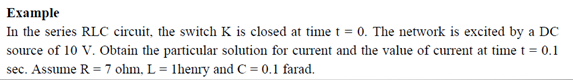 Example
In the series RLC circuit, the switch K is closed at time t = 0. The network is excited by a DC
source of 10 V. Obtain the particular solution for current and the value of current at time t = 0.1
sec. Assume R = 7 ohm, L = 1henry and C = 0.1 farad.